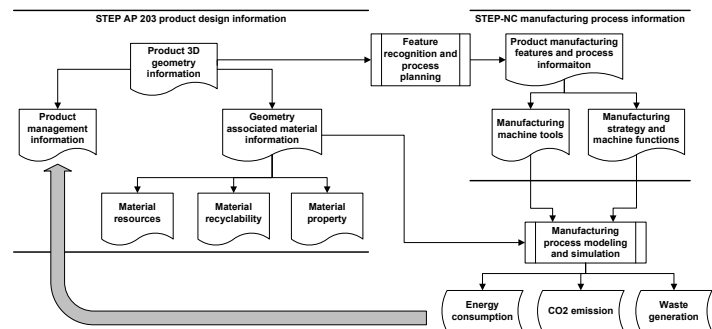 STEP AP 203 product design information
STEP-NC manufacturing process information
Product 3D
geometry
information
Feature
recognition and
process
planning
Product manufacturing
features and process
informaiton
Product
management
information
Geometry
associated material
information
Manufacturing
machine tools
Manufacturing
strategy and
machine functions
Material
resources
Material
recyclability
Material
property
Manufacturing
process modeling
and simulation
Energy
consumption
CO2 emission
Waste
generation